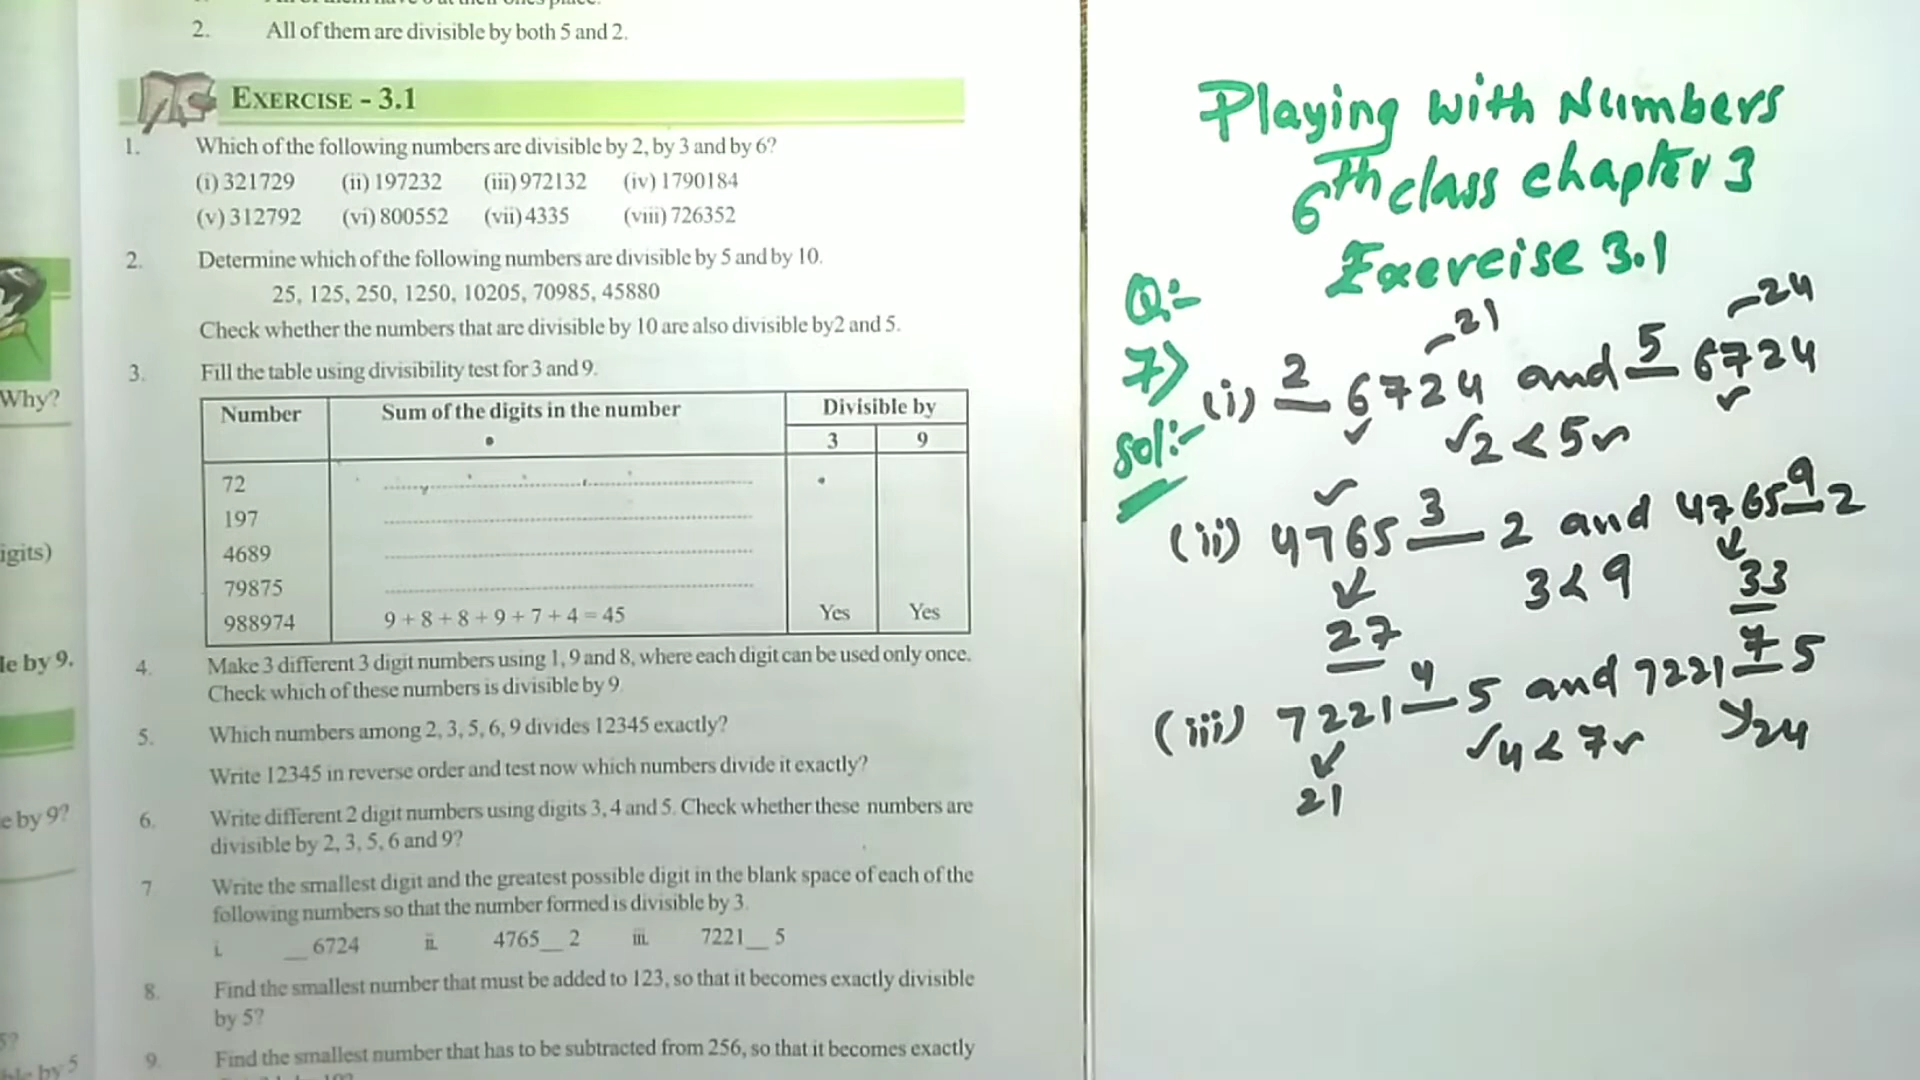 2. All of them are divisible by both 5 and 2.
EXERCISE - 3.1
1. Which of the following numbers are divisible by 2, by 3 and by 6?
(i) 321729 (ii) 197232 (iii) 972132 (iv) 1790184
(v) 312792 (vi) 800552 (vii) 4335 (viii) 726352
2. Determine which of the following numbers are divisible by 5 and by 10.
25, 125, 250, 1250, 10205, 70985, 45880
Check whether the numbers that are divisible by 10 are also divisible by2 and 5.
3. Fill the table using divisibility test for 3 and 9.
Number Sum of the digits in the number Divisible by
3 9
72
197
4689
79875
988974 9 + 8 + 8 + 9 + 7 + 4 = 45 Yes Yes
4. Make 3 different 3 digit numbers using 1, 9 and 8, where each digit can be used only once.
Check which of these numbers is divisible by 9.
5. Which numbers among 2, 3, 5, 6, 9 divides 12345 exactly?
Write 12345 in reverse order and test now which numbers divide it exactly?
6. Write different 2 digit numbers using digits 3, 4 and 5. Check whether these numbers are
divisible by 2, 3, 5, 6 and 9?
7. Write the smallest digit and the greatest possible digit in the blank space of each of the
following numbers so that the number formed is divisible by 3.
i. __ 6724 ii. 4765__ 2 iii. 7221__ 5
8. Find the smallest number that must be added to 123, so that it becomes exactly divisible
by 5?
9. Find the smallest number that has to be subtracted from 256, so that it becomes exactly
Why?
igits)
le by 9.
e by 9?
5?
ble by 5
Playing with Numbers
6th class chapter 3
Exercise 3.1
Q:-
7)
Sol:-
21 24
(i) 2 6724 and 5 6724
✓ ✓2 < 5✓ ✓
(ii) 4765 3 2 and 4765 9 2
3 < 9
27 33
(iii) 7221 4 5 and 7221 7 5
✓4 < 7✓
21 24